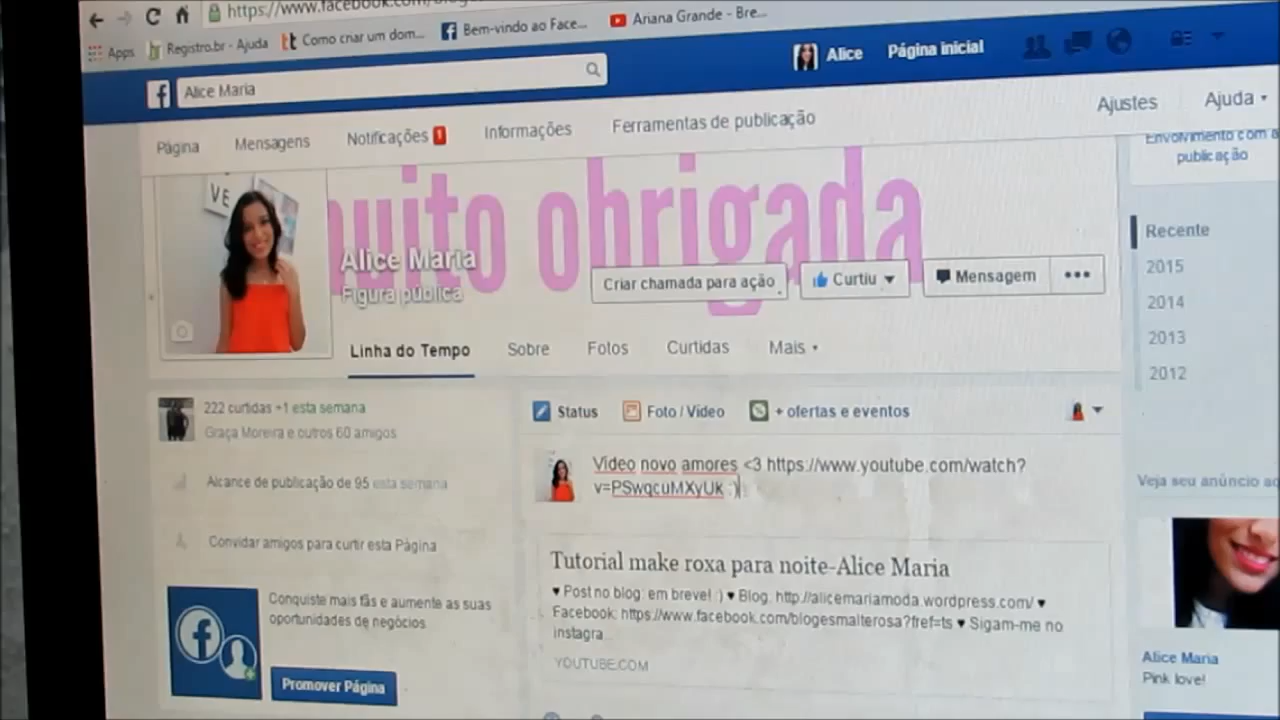 https://www.facebook.com/
Apps Registro.br - Ajuda Como criar um dom... Bem-vindo ao Face... Ariana Grande - Bre...
Alice Maria
Alice Página inicial
Página Mensagens Notificações 1 Informações Ferramentas de publicação Ajustes Ajuda
VE
muito obrigada
Alice Maria
Figura pública
Criar chamada para ação Curtiu Mensagem •••
Linha do Tempo Sobre Fotos Curtidas Mais
Envolvimento com a
publicação
Recente
2015
2014
2013
2012
222 curtidas +1 esta semana
Graça Moreira e outros 60 amigos
Alcance de publicação de 95 esta semana
Convidar amigos para curtir esta Página
Conquiste mais fãs e aumente as suas
oportunidades de negócios
Promover Página
Status Foto / Vídeo + ofertas e eventos
Video novo amores <3 https://www.youtube.com/watch?
v=PSwqcuMXyUk :)
Tutorial make roxa para noite-Alice Maria
♥ Post no blog: em breve! :) ♥ Blog: http://alicemariamoda.wordpress.com/ ♥
Facebook: https://www.facebook.com/blogesmalterosa?fref=ts ♥ Sigam-me no
instagra...
YOUTUBE.COM
Veja seu anúncio aq
Alice Maria
Pink love!